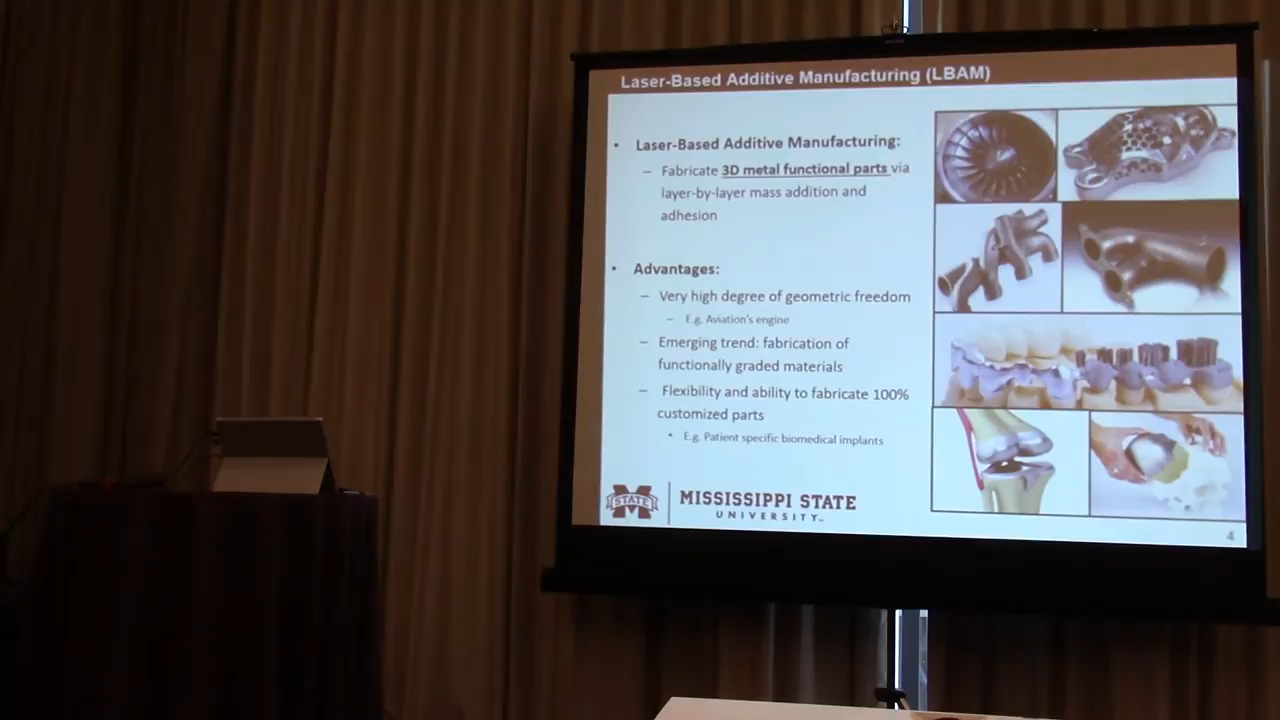 Laser-Based Additive Manufacturing (LBAM)
• Laser-Based Additive Manufacturing:
– Fabricate 3D metal functional parts via
layer-by-layer mass addition and
adhesion
• Advantages:
– Very high degree of geometric freedom
– E.g. Aviation's engine
– Emerging trend: fabrication of
functionally graded materials
– Flexibility and ability to fabricate 100%
customized parts
• E.g. Patient specific biomedical implants
STATE
MISSISSIPPI STATE
UNIVERSITY™
4